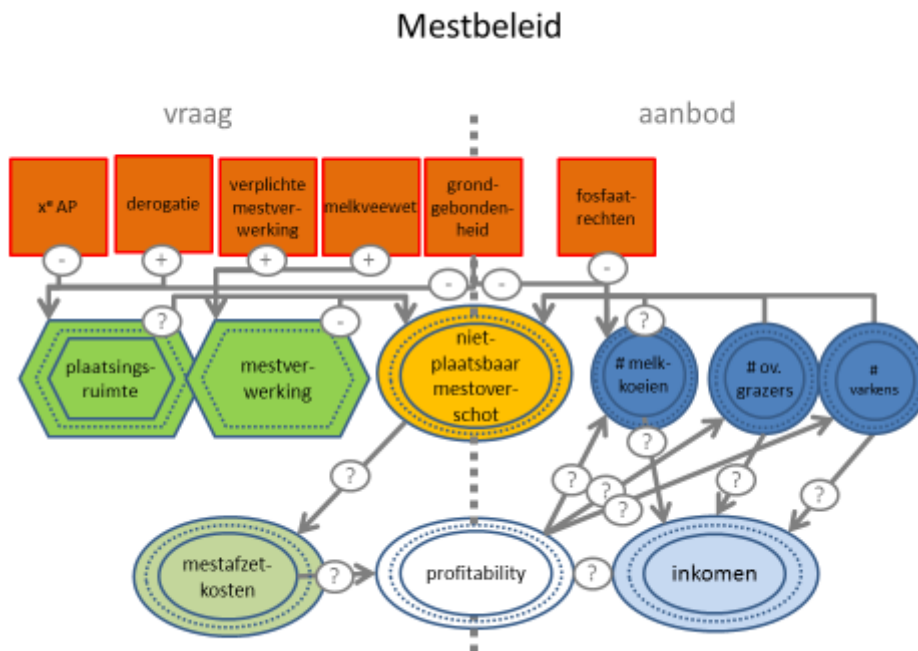 Mestbeleid
vraag
aanbod
xᵉ AP
derogatie
verplichte
mestver-
werking
melkveewet
grond-
gebonden-
heid
fosfaat-
rechten
-
+
+
+
-
-
-
?
-
?
plaatsings-
ruimte
mestver-
werking
niet-
plaatsbaar
mestover-
schot
# melk-
koeien
# ov.
grazers
#
varkens
?
?
?
?
?
?
?
mestafzet-
kosten
?
profitability
?
inkomen